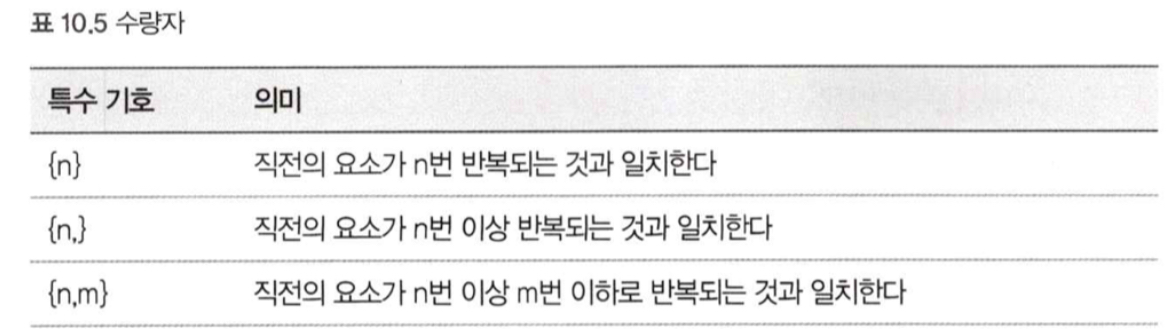 표 10.5 수량자
특수 기호 의미
{n} 직전의 요소가 n번 반복되는 것과 일치한다
{n,} 직전의 요소가 n번 이상 반복되는 것과 일치한다
{n,m} 직전의 요소가 n번 이상 m번 이하로 반복되는 것과 일치한다